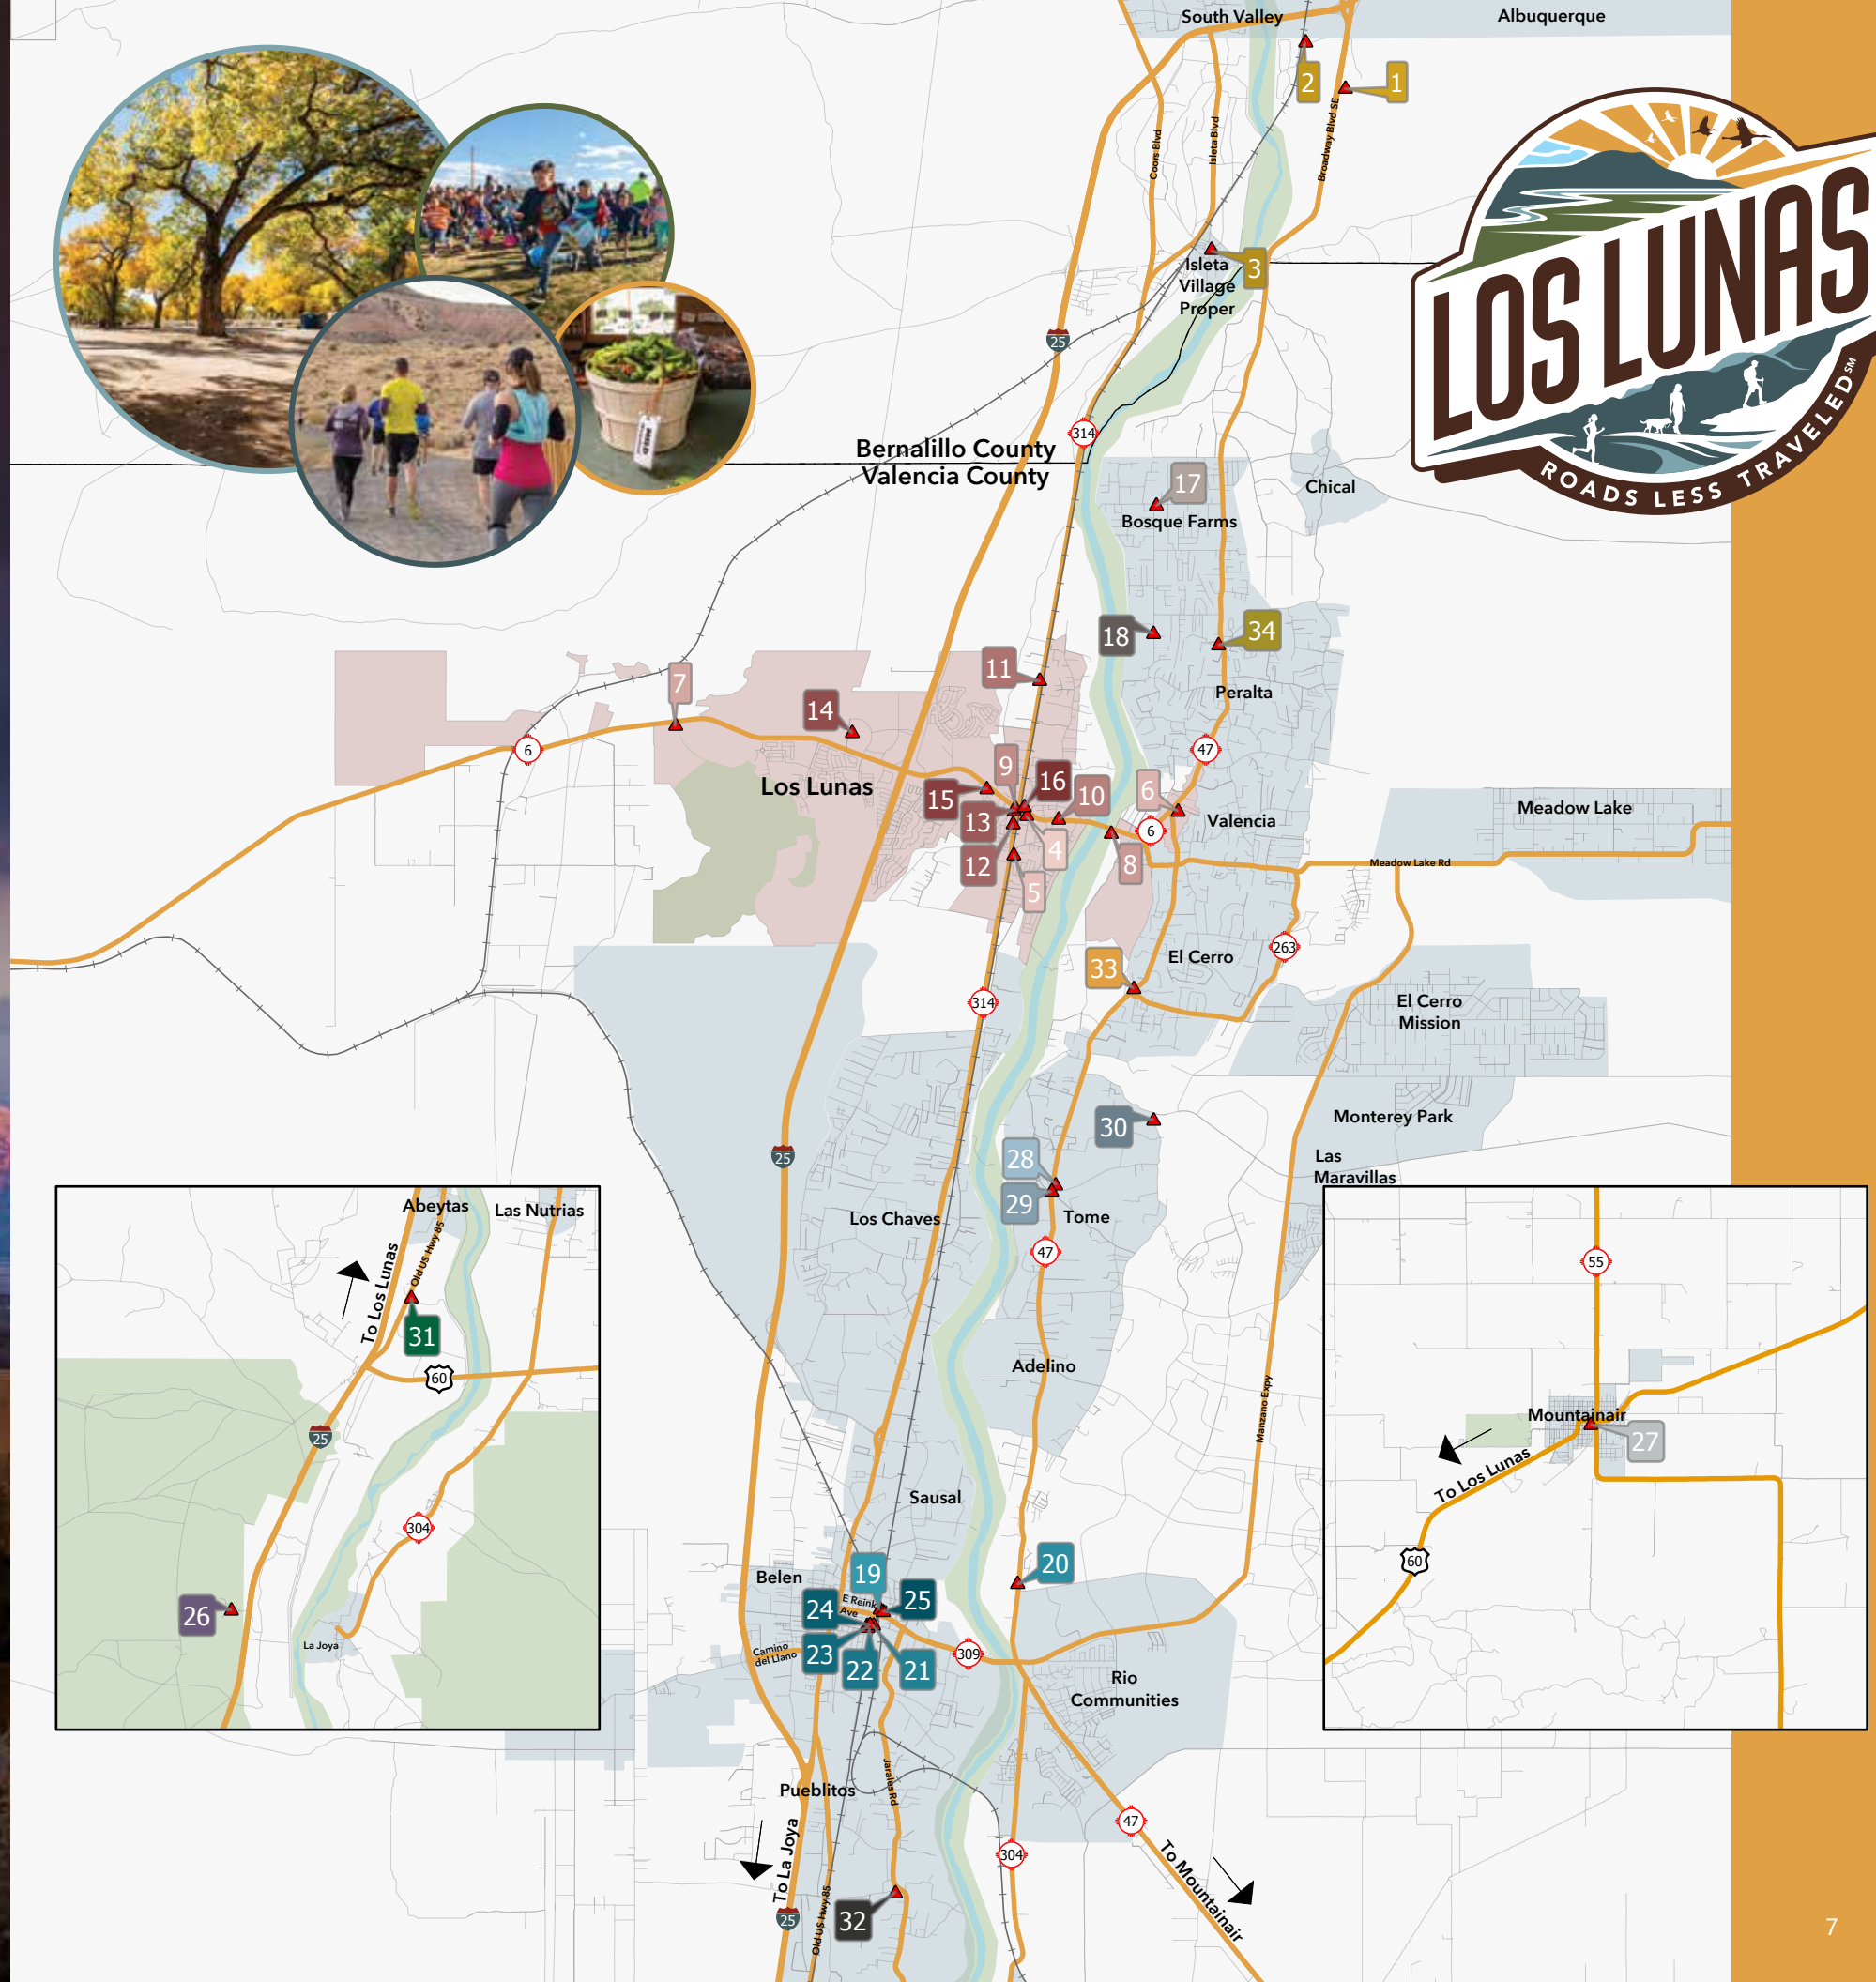 South Valley
Albuquerque
2
1
Coors Blvd
Isleta Blvd
Broadway Blvd SE
3
Isleta
Village
Proper
25
LOS LUNAS
ROADS LESS TRAVELED℠
314
Bernalillo County
Valencia County
17
Chical
Bosque Farms
18
34
11
7
Peralta
14
6
47
9
16
Los Lunas
15
10
6
Meadow Lake
13
Valencia
6
4
12
8
Meadow Lake Rd
5
263
33
El Cerro
314
El Cerro
Mission
Monterey Park
30
25
28
Las
Maravillas
29
Los Chaves
Tome
47
Abeytas
Las Nutrias
Old US Hwy 85
To Los Lunas
31
60
25
304
26
La Joya
55
Mountainair
27
To Los Lunas
60
Adelino
Manzano Expy
Sausal
20
19
Belen
25
24
E Reink
Ave
23
22
21
309
Camino
del Llano
Rio
Communities
Pueblitos
Jarales Rd
47
To La Joya
304
To Mountainair
25
Old US Hwy 85
32
7